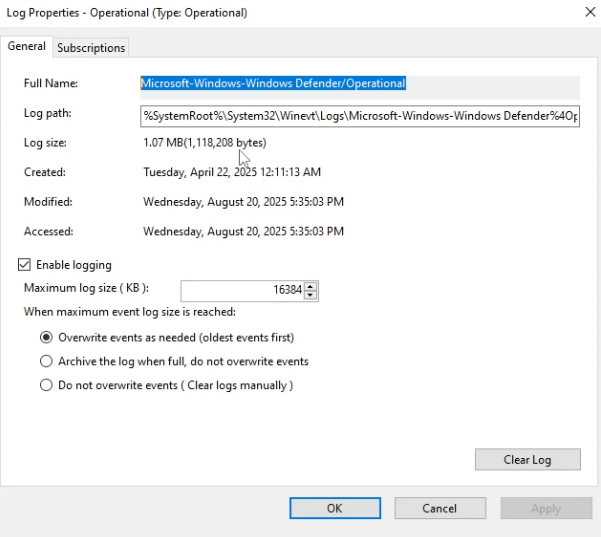 Log Properties - Operational (Type: Operational)
General Subscriptions
Full Name: Microsoft-Windows-Windows Defender/Operational
Log path: %SystemRoot%\System32\Winevt\Logs\Microsoft-Windows-Windows Defender%4Op
Log size: 1.07 MB(1,118,208 bytes)
Created: Tuesday, April 22, 2025 12:11:13 AM
Modified: Wednesday, August 20, 2025 5:35:03 PM
Accessed: Wednesday, August 20, 2025 5:35:03 PM
Enable logging
Maximum log size ( KB ): 16384
When maximum event log size is reached:
Overwrite events as needed (oldest events first)
Archive the log when full, do not overwrite events
Do not overwrite events ( Clear logs manually )
Clear Log
OK Cancel Apply